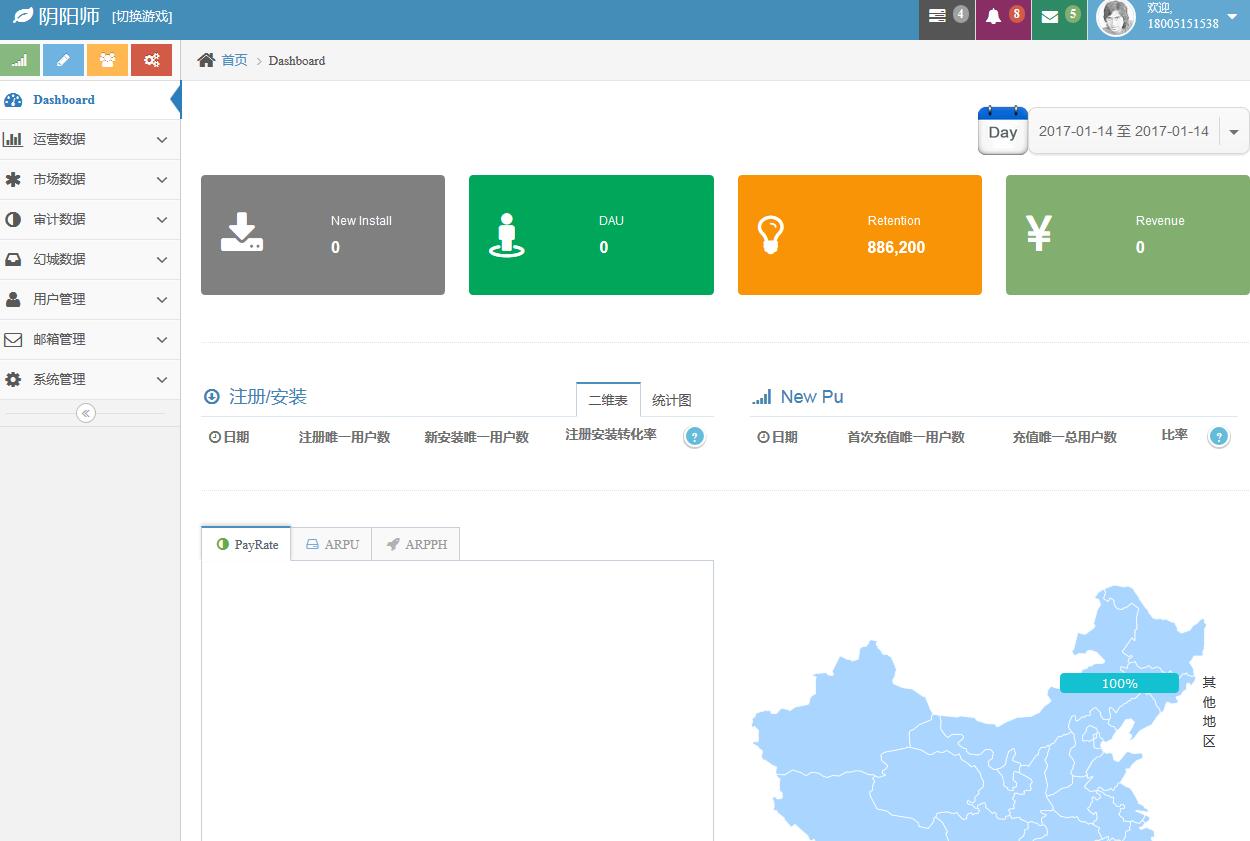 阴阳师 [切换游戏]
4
8
5
欢迎,
18005151538
首页 > Dashboard
Dashboard
运营数据
市场数据
审计数据
幻城数据
用户管理
邮箱管理
系统管理
Day
2017-01-14 至 2017-01-14
New Install
0
DAU
0
Retention
886,200
Revenue
¥
0
注册/安装
二维表
统计图
日期 注册唯一用户数 新安装唯一用户数 注册安装转化率 ?
New Pu
日期 首次充值唯一用户数 充值唯一总用户数 比率 ?
PayRate
ARPU
ARPPH
100%
其
他
地
区